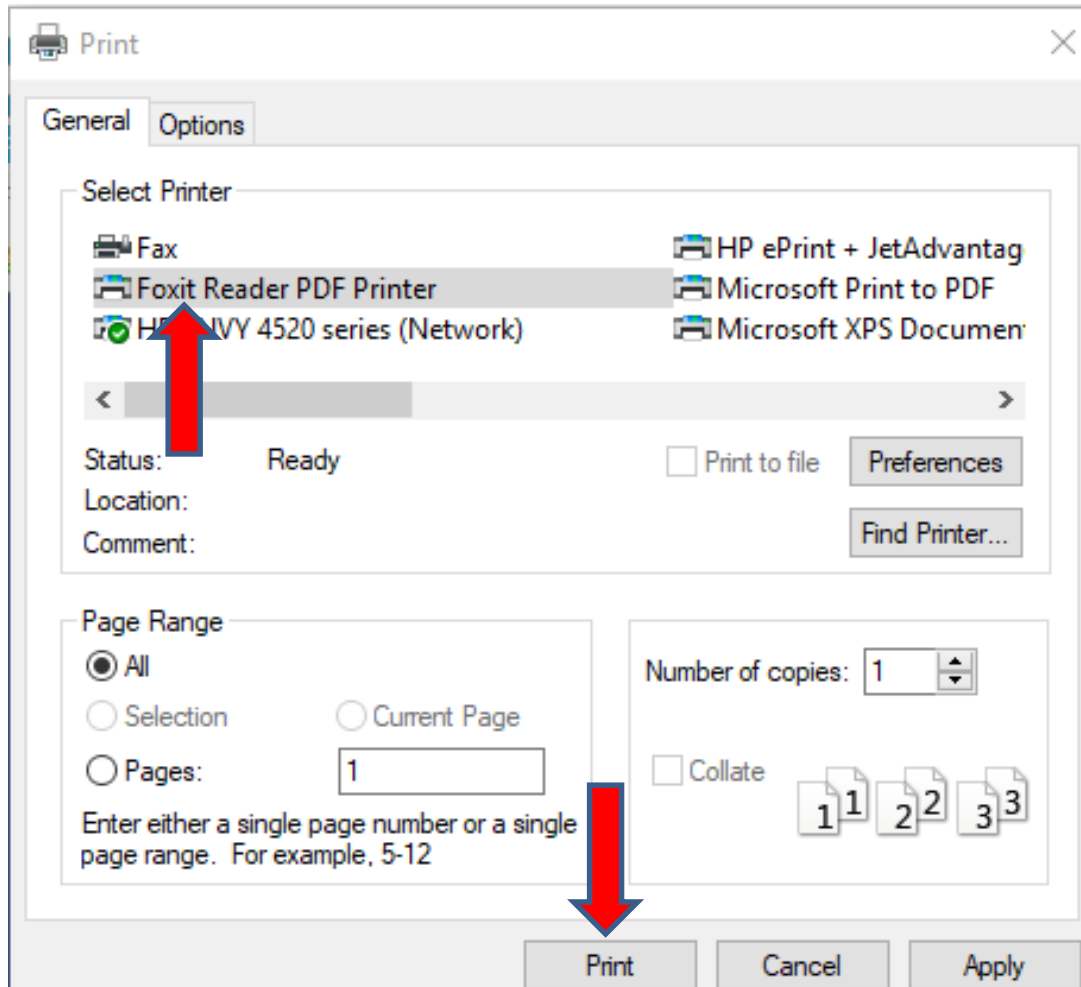 Print
General Options
Select Printer
Fax HP ePrint + JetAdvantag
Foxit Reader PDF Printer Microsoft Print to PDF
4520 series (Network) Microsoft XPS Documen
Status: Ready Print to file Preferences
Location:
Comment: Find Printer...
Page Range
All Number of copies: 1
Selection Current Page
Pages: 1 Collate 1 1 2 2 3 3
Enter either a single page number or a single
page range. For example, 5-12
Print Cancel Apply